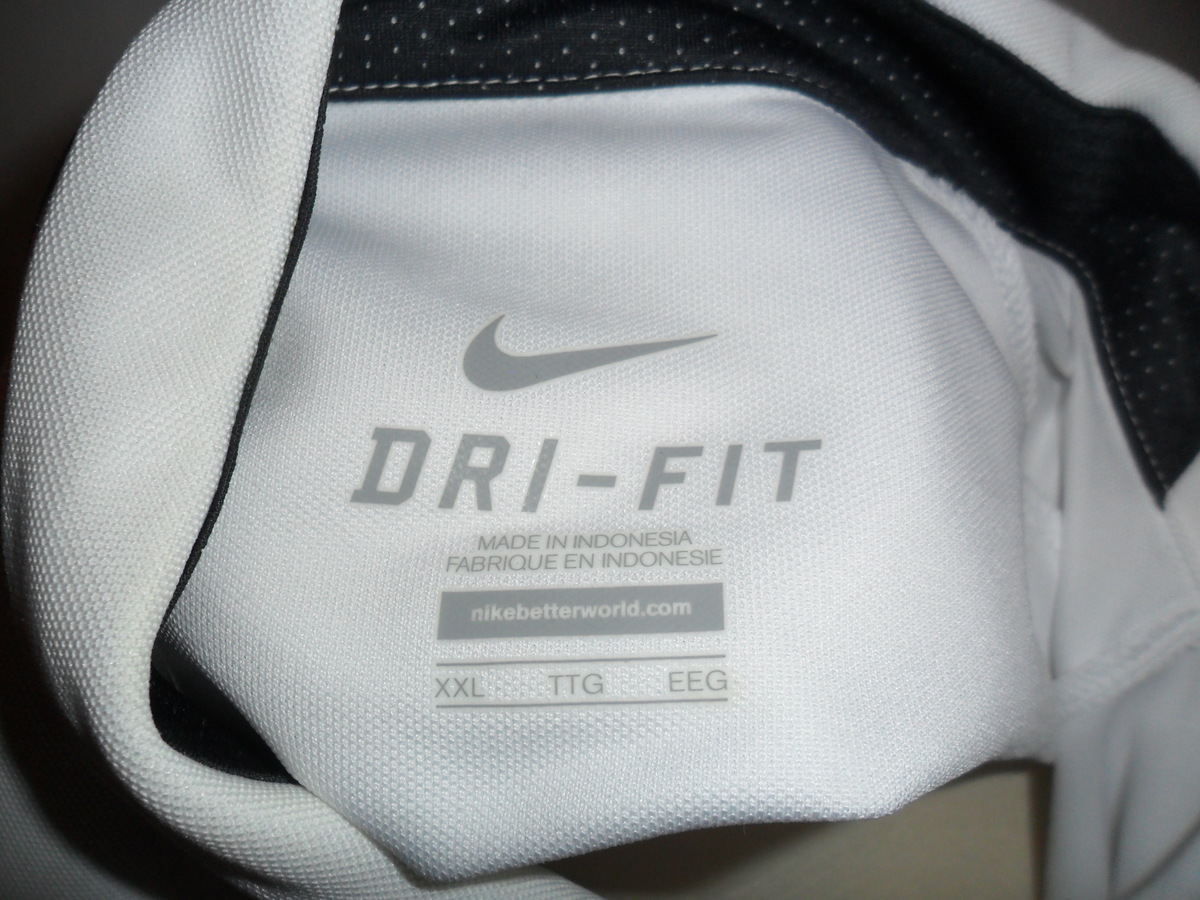 DRI-FIT
MADE IN INDONESIA
FABRIQUE EN INDONESIE
nikebetterworld.com
XXL TTG EEG